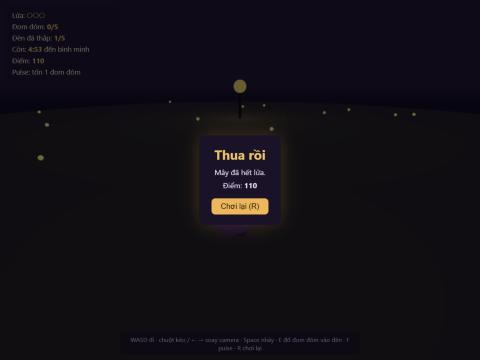 Lửa: ○○○
Đom đóm: 0/5
Đèn đã thắp: 1/5
Còn: 4:53 đến bình minh
Điểm: 110
Pulse: tốn 1 đom đóm
Thua rồi
Mây đã hết lửa.
Điểm: 110
Chơi lại (R)
WASD đi · chuột kéo / ← → xoay camera · Space nhảy · E đổ đom đóm vào đèn · F
pulse · R chơi lại